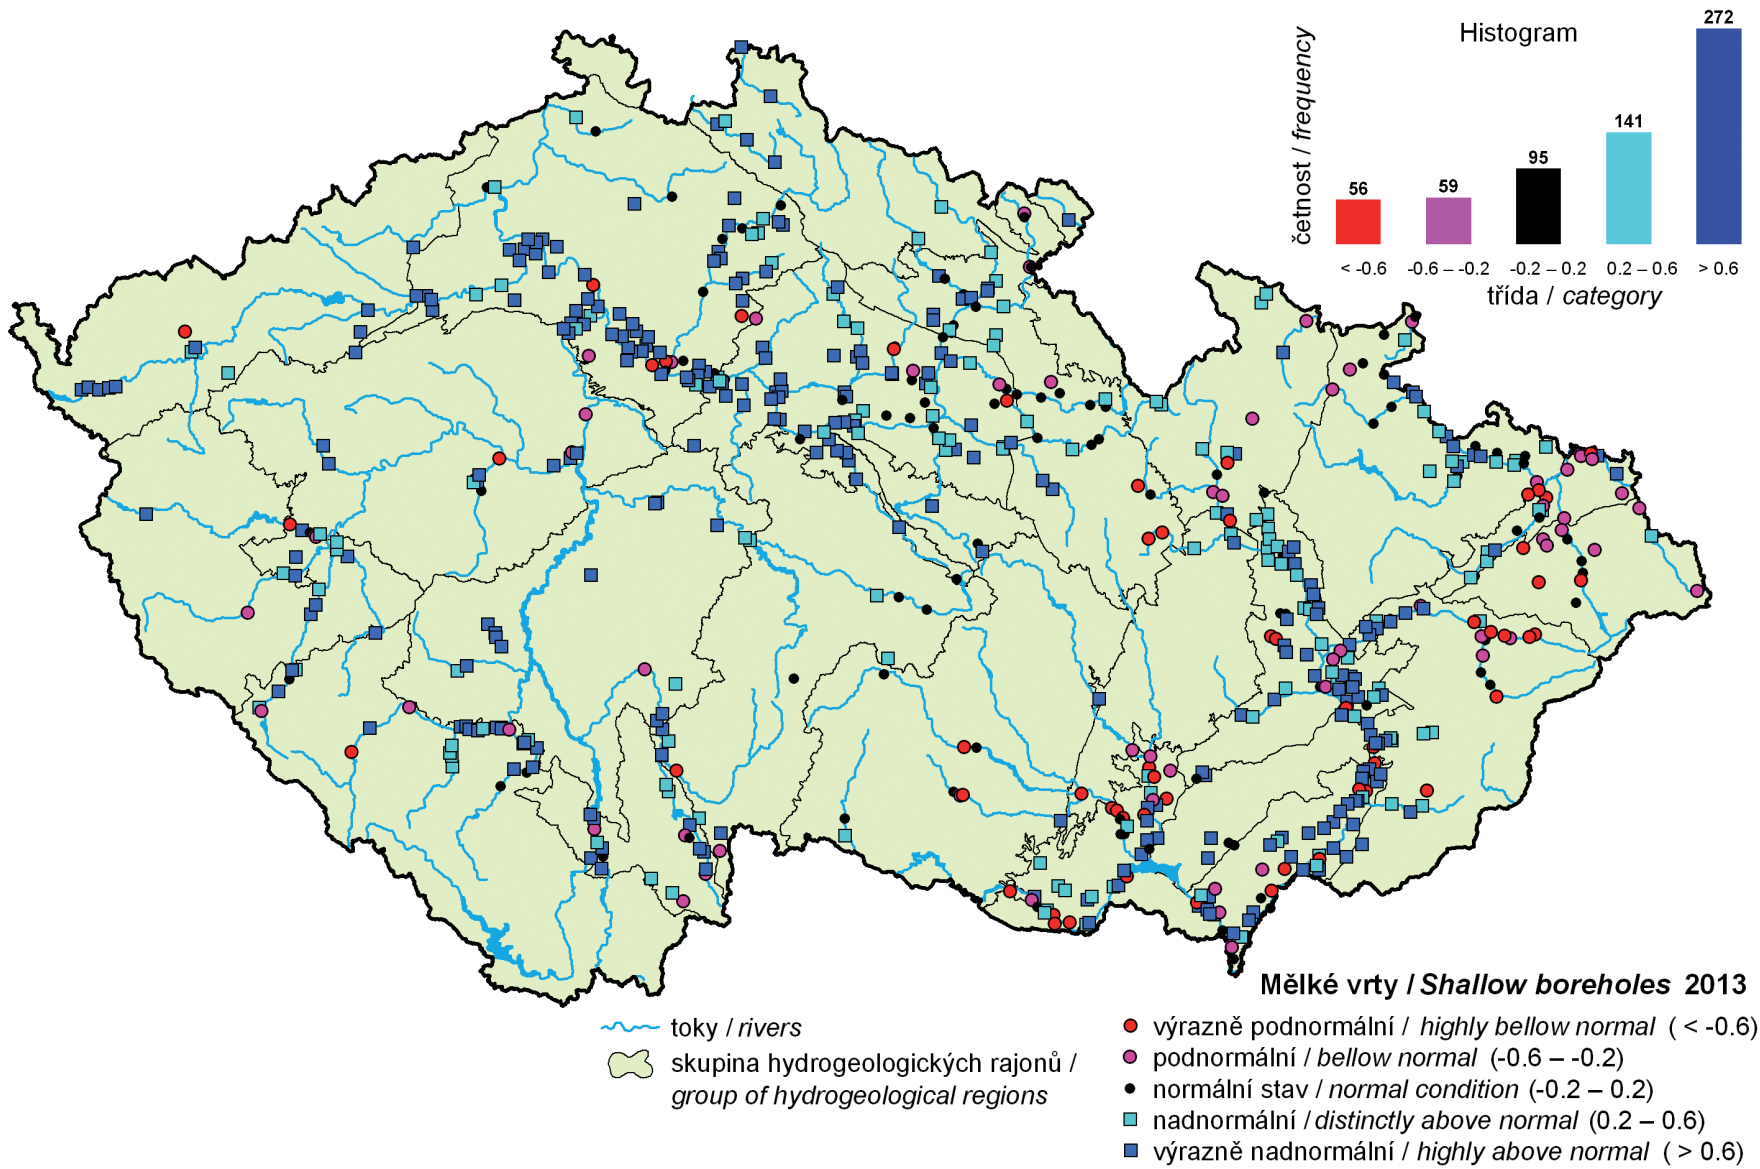 272
Histogram
četnost / frequency
141
95
56
59
< -0.6
-0.6 – -0.2
-0.2 – 0.2
0.2 – 0.6
> 0.6
třída / category
Mělké vrty / Shallow boreholes 2013
toky / rivers
skupina hydrogeologických rajonů /
group of hydrogeological regions
výrazně podnormální / highly bellow normal ( < -0.6)
podnormální / bellow normal (-0.6 – -0.2)
normální stav / normal condition (-0.2 – 0.2)
nadnormální / distinctly above normal (0.2 – 0.6)
výrazně nadnormální / highly above normal ( > 0.6)